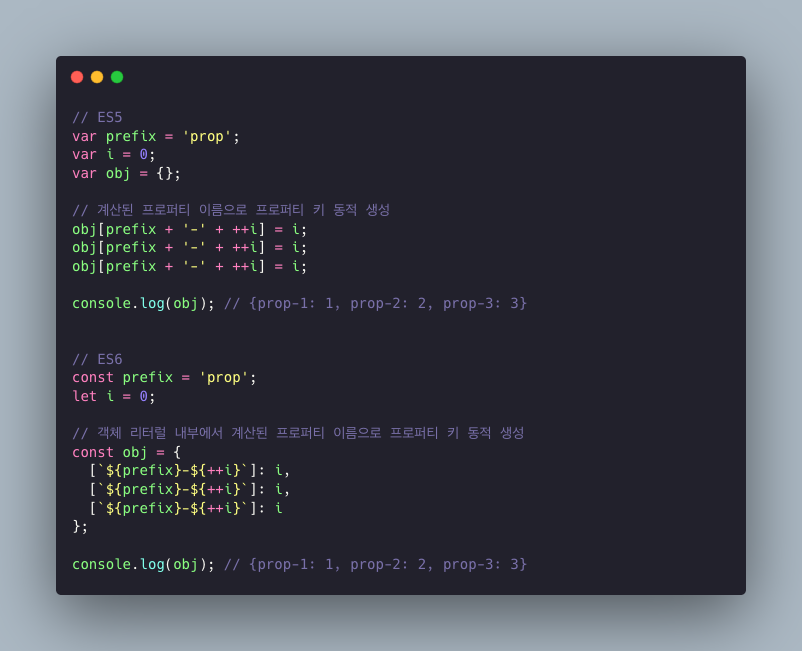 // ES5
var prefix = 'prop';
var i = 0;
var obj = {};
// 계산된 프로퍼티 이름으로 프로퍼티 키 동적 생성
obj[prefix + '-' + ++i] = i;
obj[prefix + '-' + ++i] = i;
obj[prefix + '-' + ++i] = i;
console.log(obj); // {prop-1: 1, prop-2: 2, prop-3: 3}
// ES6
const prefix = 'prop';
let i = 0;
// 객체 리터럴 내부에서 계산된 프로퍼티 이름으로 프로퍼티 키 동적 생성
const obj = {
  [`${prefix}-${++i}`]: i,
  [`${prefix}-${++i}`]: i,
  [`${prefix}-${++i}`]: i
};
console.log(obj); // {prop-1: 1, prop-2: 2, prop-3: 3}